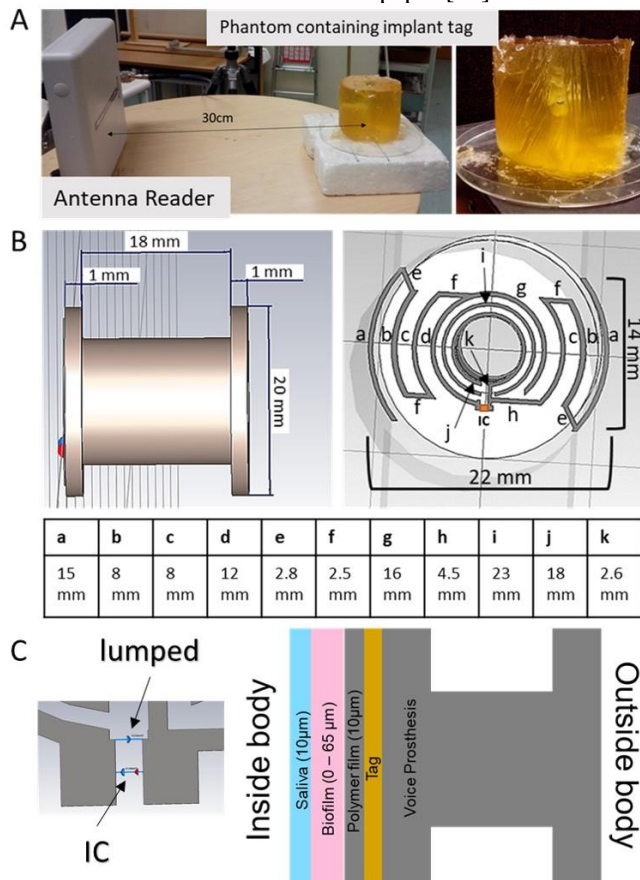 A
Phantom containing implant tag
30cm
Antenna Reader
B
18 mm
1 mm
1 mm
20 mm
i
e
f
g
f
a
b
c
d
k
c
b
a
f
h
j
IC
e
14 mm
22 mm
a b c d e f g h i j k
15 mm 8 mm 8 mm 12 mm 2.8 mm 2.5 mm 16 mm 4.5 mm 23 mm 18 mm 2.6 mm
C
lumped
IC
Inside body
Saliva (10μm)
Biofilm (0 – 65 μm)
Polymer film (10μm)
Tag
Voice Prosthesis
Outside body